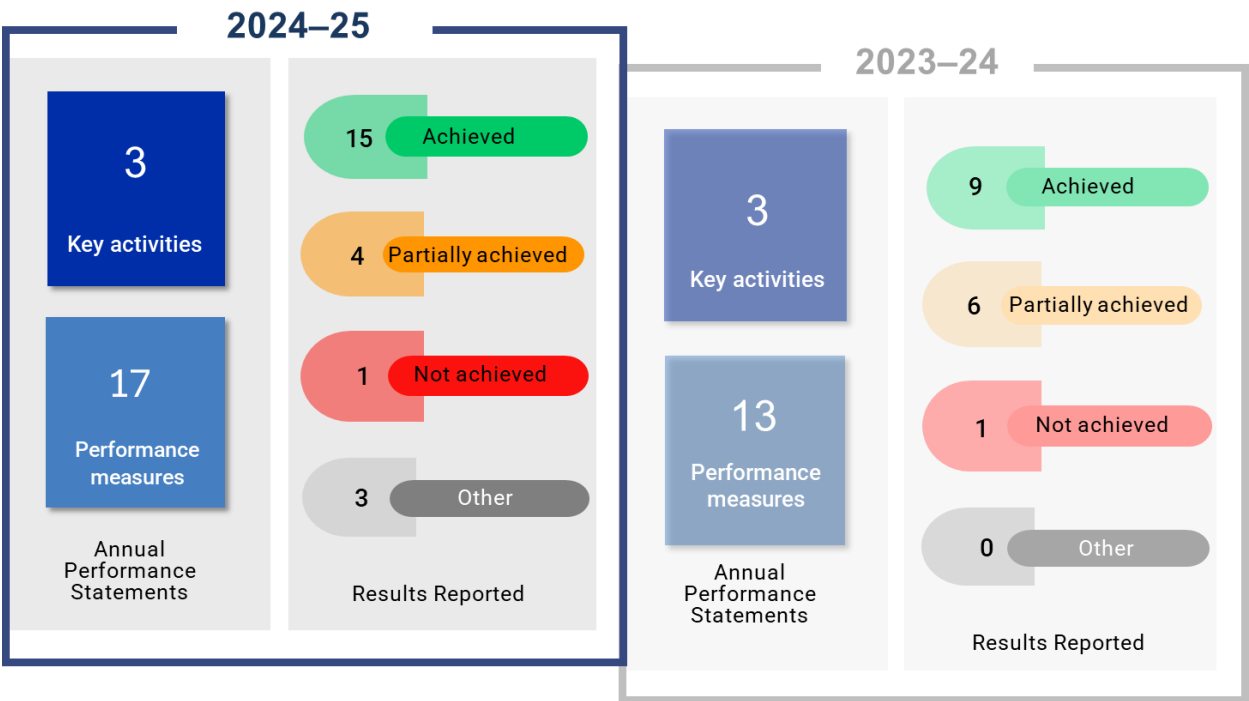 2024–25
3
Key activities
17
Performance
measures
Annual
Performance
Statements
15 Achieved
4 Partially achieved
1 Not achieved
3 Other
Results Reported
2023–24
3
Key activities
13
Performance
measures
Annual
Performance
Statements
9 Achieved
6 Partially achieved
1 Not achieved
0 Other
Results Reported